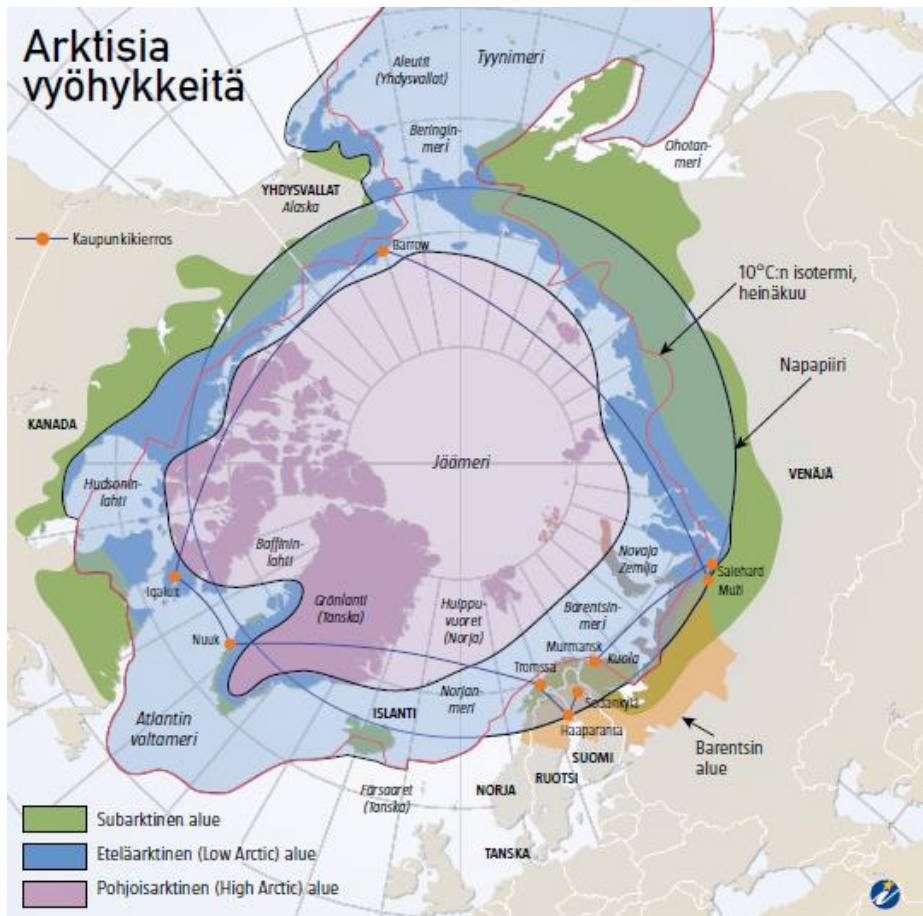 Arktisia
vyöhykkeitä
Aleutit
(Yhdysvallat)
Tyynimeri
Beringin-
meri
Ohotan-
meri
YHDYSVALLAT
Alaska
Kaupunkikierros
Barrow
10°C:n isotermi,
heinäkuu
Napapiiri
KANADA
Jäämeri
VENÄJÄ
Hudsonin-
lahti
Baffinin-
lahti
Novaja
Zemlja
Salehard
Muži
Iqaluit
Grönlanti
(Tanska)
Huippu-
vuoret
(Norja)
Barentsin-
meri
Nuuk
Murmansk
Kuola
Tromssa
Norjan-
meri
Sodankylä
ISLANTI
Haaparanta
Atlantin
valtameri
Barentsin
alue
SUOMI
RUOTSI
NORJA
Färsaaret
(Tanska)
TANSKA
Subarktinen alue
Eteläarktinen (Low Arctic) alue
Pohjoisarktinen (High Arctic) alue
i